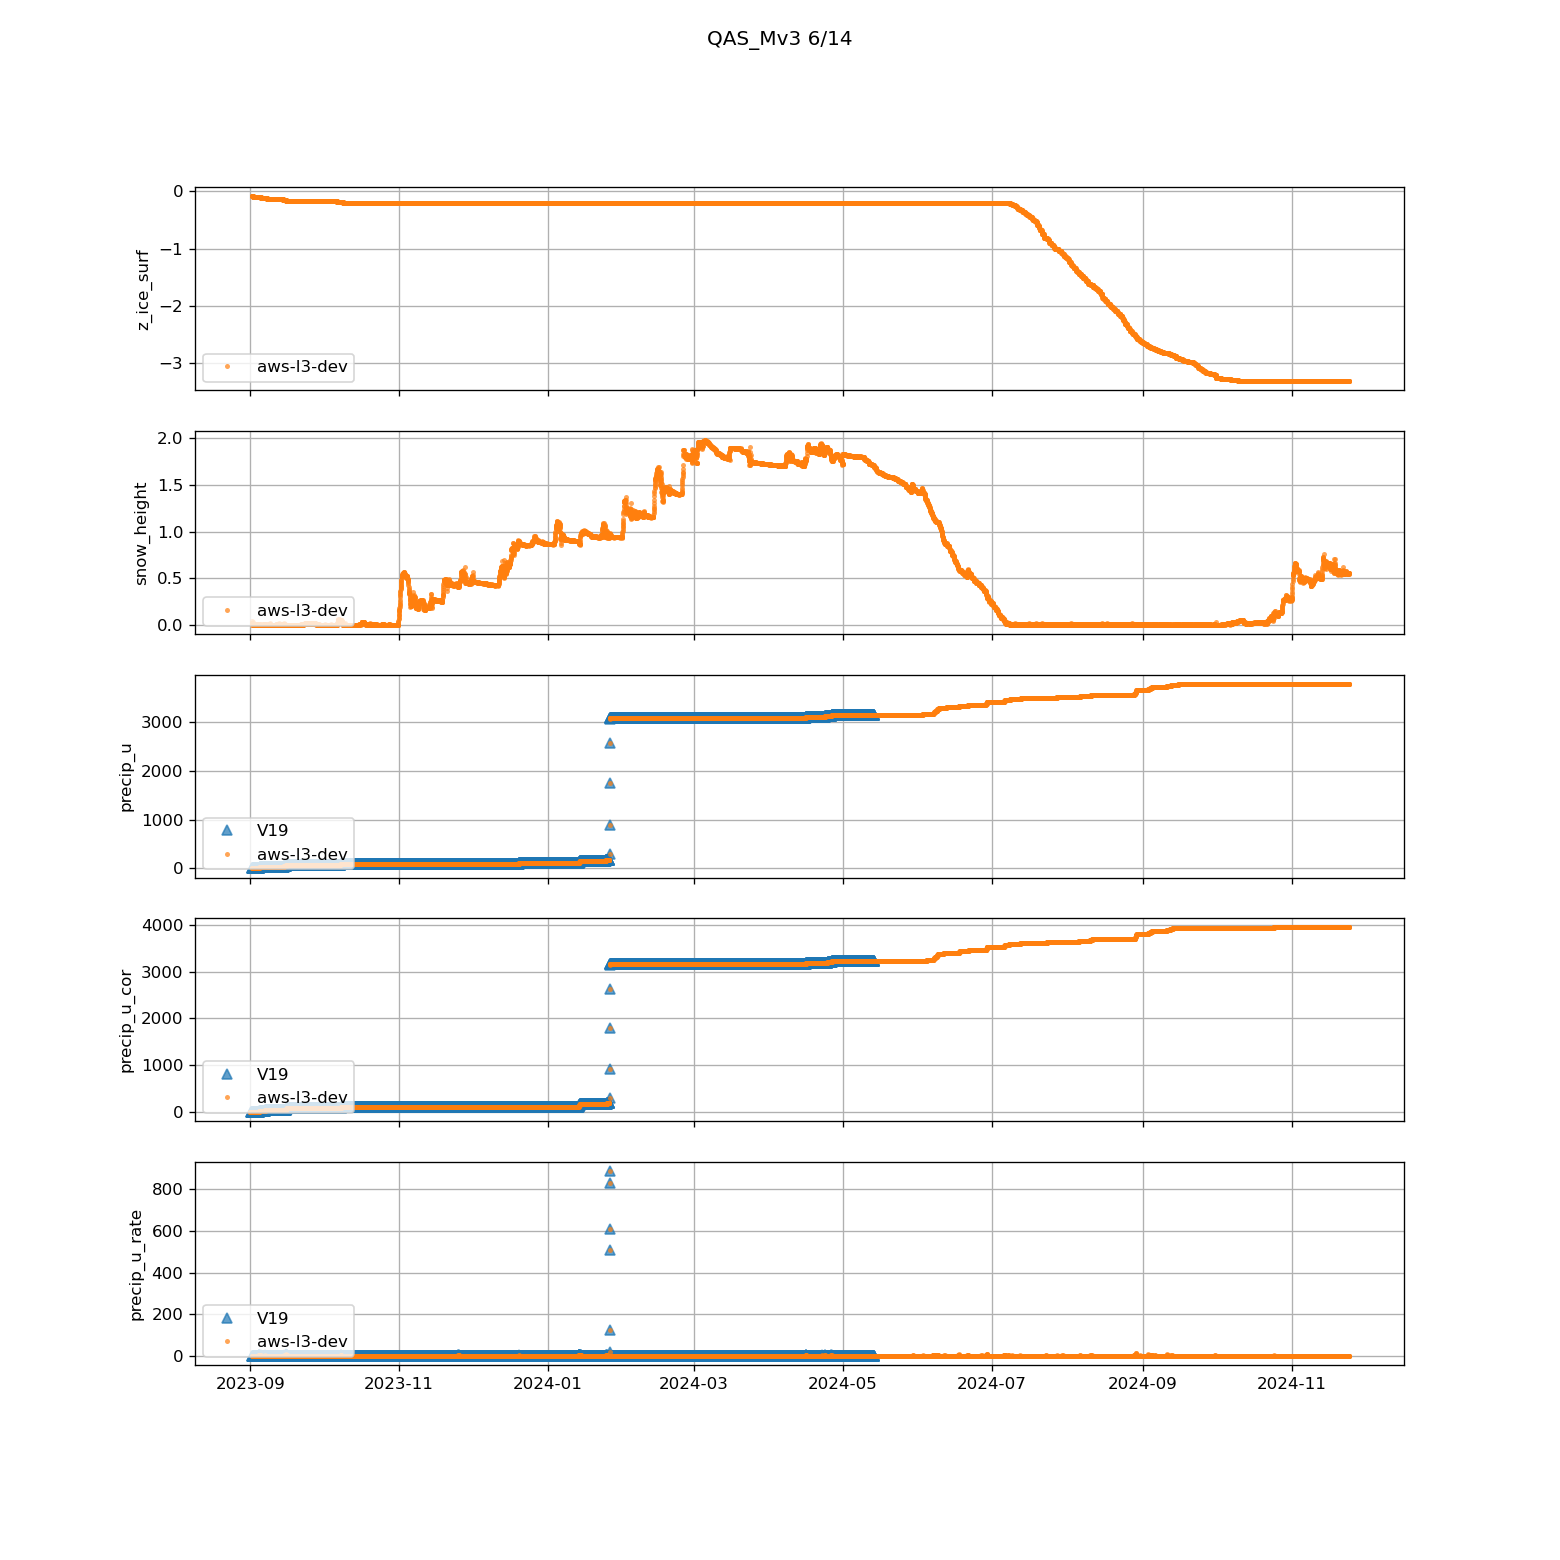 QAS_Mv3 6/14
0
−1
−2
−3
z_ice_surf
aws-l3-dev
2.0
1.5
1.0
0.5
0.0
snow_height
aws-l3-dev
3000
2000
1000
0
precip_u
V19
aws-l3-dev
4000
3000
2000
1000
0
precip_u_cor
V19
aws-l3-dev
800
600
400
200
0
precip_u_rate
V19
aws-l3-dev
2023-09 2023-11 2024-01 2024-03 2024-05 2024-07 2024-09 2024-11